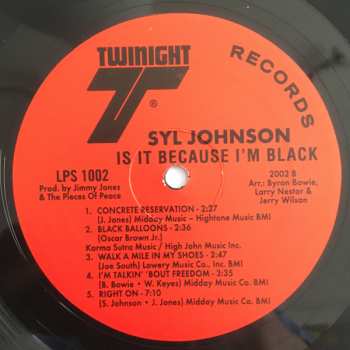 TWINIGHT
RECORDS
T
®
SYL JOHNSON
IS IT BECAUSE I'M BLACK
LPS 1002
Prod. by Jimmy Jones
& The Pieces Of Peace
2002 B
Arr.: Byron Bowie,
Larry Nestor &
Jerry Wilson
1 CONCRETE RESERVATION - 2:27
(J. Jones) Midday Music – Hightone Music BMI
2 BLACK BALLOONS - 2:36
(Oscar Brown Jr.)
Karma Sutra Music / High John Music Inc.
3 WALK A MILE IN MY SHOES - 2:47
(Joe South) Lowery Music Co. Inc. BMI
4 I'M TALKIN' 'BOUT FREEDOM - 2:35
(B. Bowie • W. Keyes) Midday Music Co. BMI
5 RIGHT ON - 7:10
(S. Johnson • J. Jones) Midday Music Co. BMI